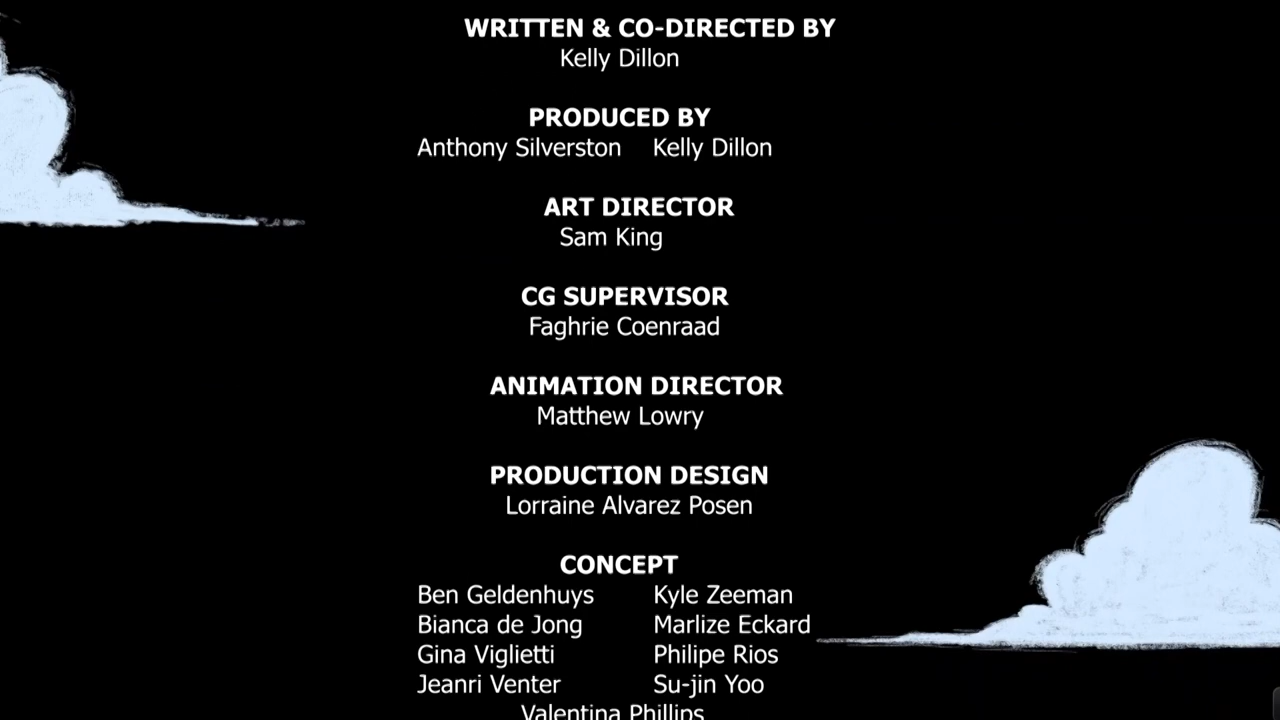 WRITTEN & CO-DIRECTED BY
Kelly Dillon
PRODUCED BY
Anthony Silverston Kelly Dillon
ART DIRECTOR
Sam King
CG SUPERVISOR
Faghrie Coenraad
ANIMATION DIRECTOR
Matthew Lowry
PRODUCTION DESIGN
Lorraine Alvarez Posen
CONCEPT
Ben Geldenhuys Kyle Zeeman
Bianca de Jong Marlize Eckard
Gina Viglietti Philipe Rios
Jeanri Venter Su-jin Yoo
Valentina Phillips